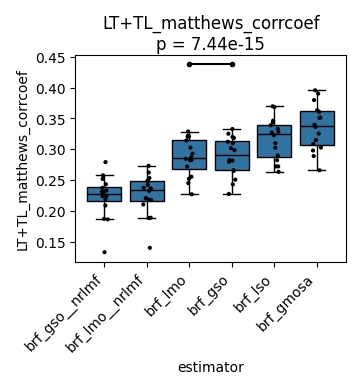 LT+TL_matthews_corrcoef
p = 7.44e-15
LT+TL_matthews_corrcoef
0.45
0.40
0.35
0.30
0.25
0.20
0.15
brf_gso__nrlmf
brf_lmo__nrlmf
brf_lmo
brf_gso
brf_lso
brf_gmosa
estimator